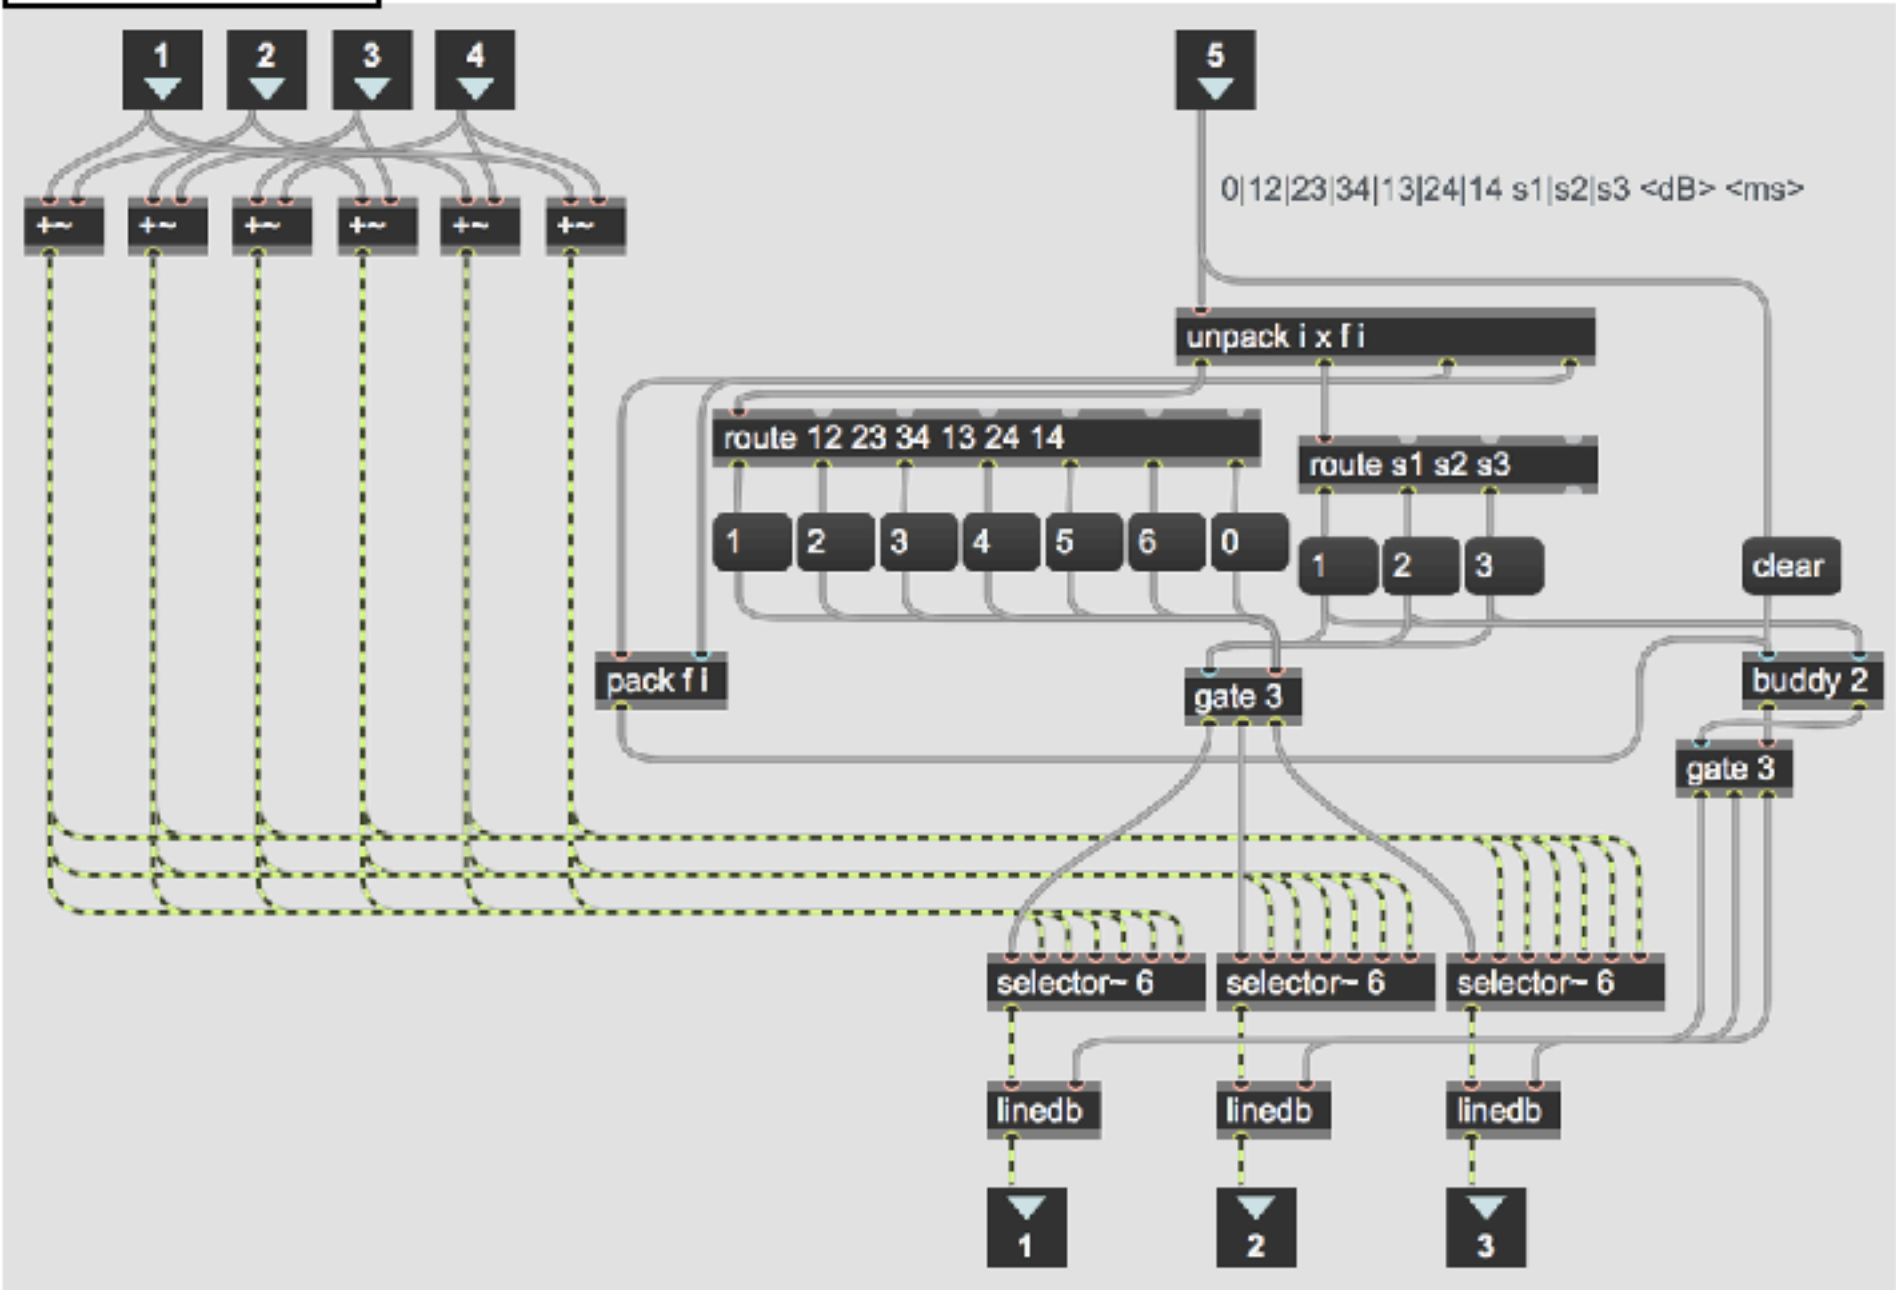 1 2 3 4 5
0|12|23|34|13|24|14 s1|s2|s3 <dB> <ms>
+~ +~ +~ +~ +~ +~
unpack i x f i
route 12 23 34 13 24 14
route s1 s2 s3
1 2 3 4 5 6 0
1 2 3
clear
pack f i
gate 3
buddy 2
gate 3
selector~ 6 selector~ 6 selector~ 6
linedb linedb linedb
1 2 3